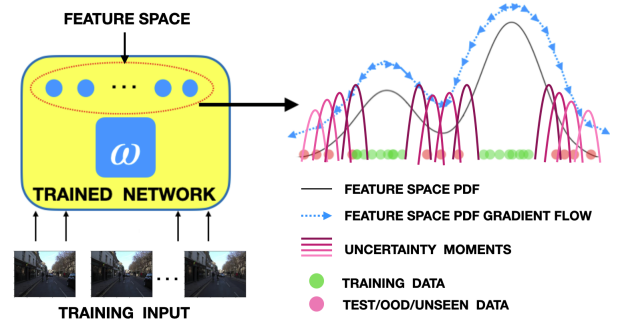 FEATURE SPACE
• • •
ω
TRAINED NETWORK
• • •
TRAINING INPUT
FEATURE SPACE PDF
FEATURE SPACE PDF GRADIENT FLOW
UNCERTAINTY MOMENTS
TRAINING DATA
TEST/OOD/UNSEEN DATA